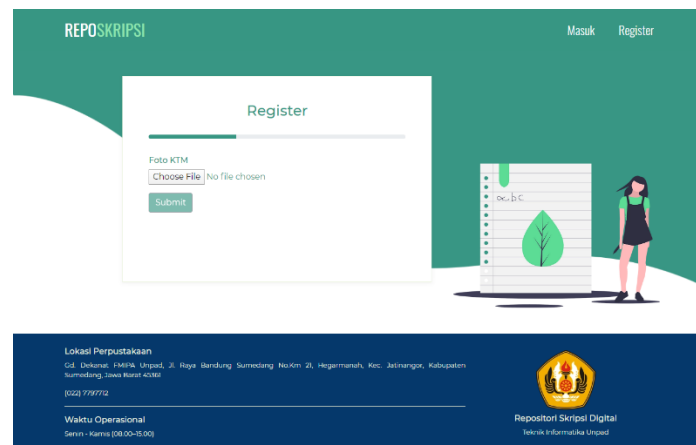 REPOSKRIPSI
Masuk Register
Register
Foto KTM
Choose File No file chosen
Submit
a.b.c
Lokasi Perpustakaan
Gd. Dekanat FMIPA Unpad, Jl. Raya Bandung Sumedang No.Km 21, Hegarmanah, Kec. Jatinangor, Kabupaten
Sumedang, Jawa Barat 45361
(022) 7797712
Waktu Operasional
Senin - Kamis (08.00–15.00)
Repositori Skripsi Digital
Teknik Informatika Unpad